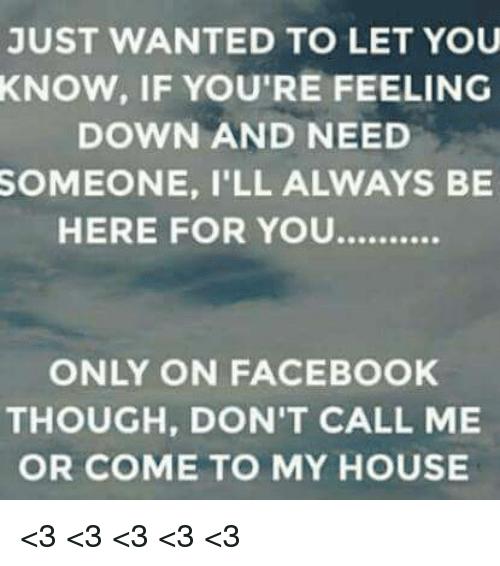 JUST WANTED TO LET YOU
KNOW, IF YOU'RE FEELING
DOWN AND NEED
SOMEONE, I'LL ALWAYS BE
HERE FOR YOU..........
ONLY ON FACEBOOK
THOUGH, DON'T CALL ME
OR COME TO MY HOUSE
<3 <3 <3 <3 <3